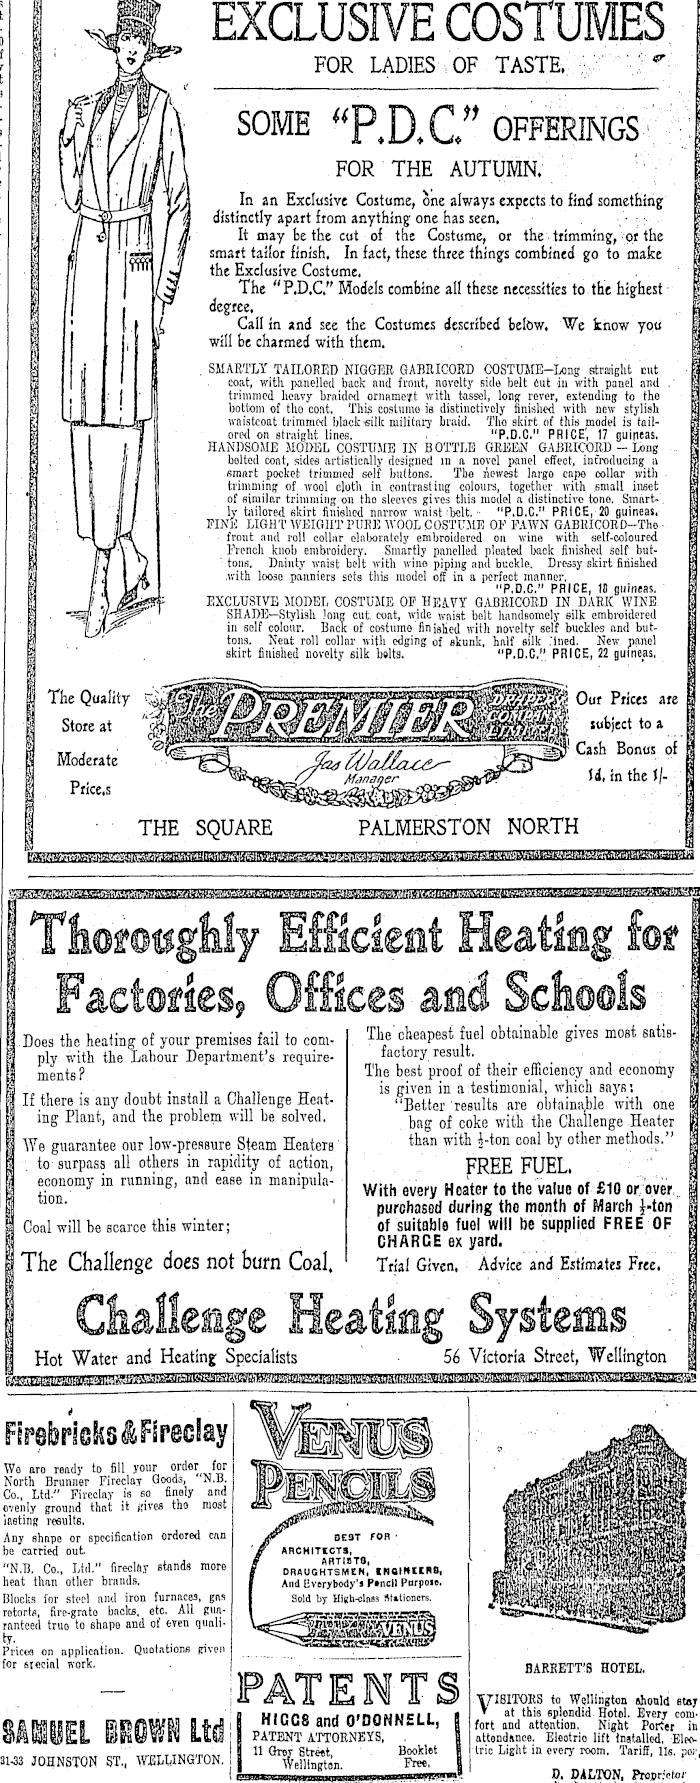 EXCLUSIVE COSTUMES
FOR LADIES OF TASTE.
SOME "P.D.C." OFFERINGS
FOR THE AUTUMN.
In an Exclusive Costume, one always expects to find something
distinctly apart from anything one has seen.
It may be the cut of the Costume, or the trimming, or the
smart tailor finish. In fact, these three things combined go to make
the Exclusive Costume.
The "P.D.C." Models combine all these necessities to the highest
degree.
Call in and see the Costumes described below. We know you
will be charmed with them.
SMARTLY TAILORED NIGGER GABRICORD COSTUME—Long straight cut
coat, with panelled back and front, novelty side belt cut in with panel and
trimmed heavy braided ornament with tassel, long rever, extending to the
bottom of the coat. This costume is distinctively finished with new stylish
waistcoat trimmed black silk military braid. The skirt of this model is tail-
ored on straight lines. "P.D.C." PRICE, 17 guineas.
HANDSOME MODEL COSTUME IN BOTTLE GREEN GABRICORD — Long
belted coat, sides artistically designed in a novel panel effect, introducing a
smart pocket trimmed self buttons. The newest large cape collar with
trimming of wool cloth in contrasting colours, together with small inset
of similar trimming on the sleeves gives this model a distinctive tone. Smart-
ly tailored skirt finished narrow waist belt. "P.D.C." PRICE, 20 guineas.
FINE LIGHT WEIGHT PURE WOOL COSTUME OF FAWN GABRICORD—The
front and roll collar elaborately embroidered on wine with self-coloured
French knob embroidery. Smartly panelled pleated back finished self but-
tons. Dainty waist belt with wine piping and buckle. Dressy skirt finished
with loose panniers sets this model off in a perfect manner.
"P.D.C." PRICE, 18 guineas.
EXCLUSIVE MODEL COSTUME OF HEAVY GABRICORD IN DARK WINE
SHADE—Stylish long cut coat, wide waist belt handsomely silk embroidered
in self colour. Back of costume finished with novelty self buckles and but-
tons. Neat roll collar with edging of skunk, half silk lined. New panel
skirt finished novelty silk bolts. "P.D.C." PRICE, 22 guineas.
The Quality
Store at
Moderate
Price,s
The PREMIER DRAPERY COMPANY LIMITED
Jas Wallace
Manager
Our Prices are
subject to a
Cash Bonus of
1d, in the 1/-
THE SQUARE PALMERSTON NORTH
Thoroughly Efficient Heating for
Factories, Offices and Schools
Does the heating of your premises fail to com-
ply with the Labour Department's require-
ments?
If there is any doubt install a Challenge Heat-
ing Plant, and the problem will be solved.
We guarantee our low-pressure Steam Heaters
to surpass all others in rapidity of action,
economy in running, and ease in manipula-
tion.
Coal will be scarce this winter;
The Challenge does not burn Coal.
The cheapest fuel obtainable gives most satis-
factory result.
The best proof of their efficiency and economy
is given in a testimonial, which says:
"Better results are obtainable with one
bag of coke with the Challenge Heater
than with ½-ton coal by other methods."
FREE FUEL.
With every Heater to the value of £10 or over
purchased during the month of March ½-ton
of suitable fuel will be supplied FREE OF
CHARGE ex yard.
Trial Given. Advice and Estimates Free.
Challenge Heating Systems
Hot Water and Heating Specialists 56 Victoria Street, Wellington
Firebricks & Fireclay
We are ready to fill your order for
North Brunner Fireclay Goods, "N.B.
Co., Ltd." Fireclay is so finely and
evenly ground that it gives the most
lasting results.
Any shape or specification ordered can
be carried out.
"N.B. Co., Ltd." fireclay stands more
heat than other brands.
Blocks for steel and iron furnaces, gas
retorts, fire-grate backs, etc. All gua-
ranteed true to shape and of even quali-
ty.
Prices on application. Quotations given
for special work.
SAMUEL BROWN Ltd
31-33 JOHNSTON ST., WELLINGTON.
VENUS
PENCILS
BEST FOR
ARCHITECTS,
ARTISTS,
DRAUGHTSMEN, ENGINEERS,
And Everybody's Pencil Purpose.
Sold by High-class Stationers.
VENUS
PATENTS
HIGGS and O'DONNELL,
PATENT ATTORNEYS,
11 Grey Street, Booklet
Wellington. Free.
BARRETT'S HOTEL.
VISITORS to Wellington should stay
at this splendid Hotel. Every com-
fort and attention. Night Porter in
attendance. Electric lift installed. Elec-
tric Light in every room. Tariff, 11s. per
D. DALTON, Proprietor